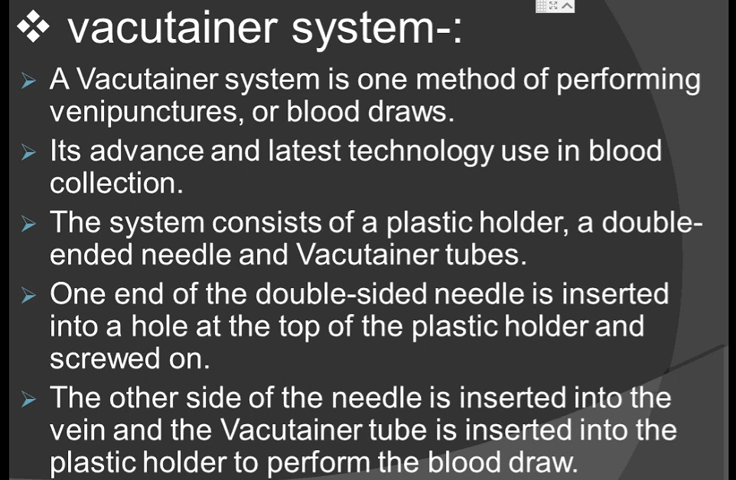 ❖ vacutainer system-:
➢ A Vacutainer system is one method of performing
venipunctures, or blood draws.
➢ Its advance and latest technology use in blood
collection.
➢ The system consists of a plastic holder, a double-
ended needle and Vacutainer tubes.
➢ One end of the double-sided needle is inserted
into a hole at the top of the plastic holder and
screwed on.
➢ The other side of the needle is inserted into the
vein and the Vacutainer tube is inserted into the
plastic holder to perform the blood draw.